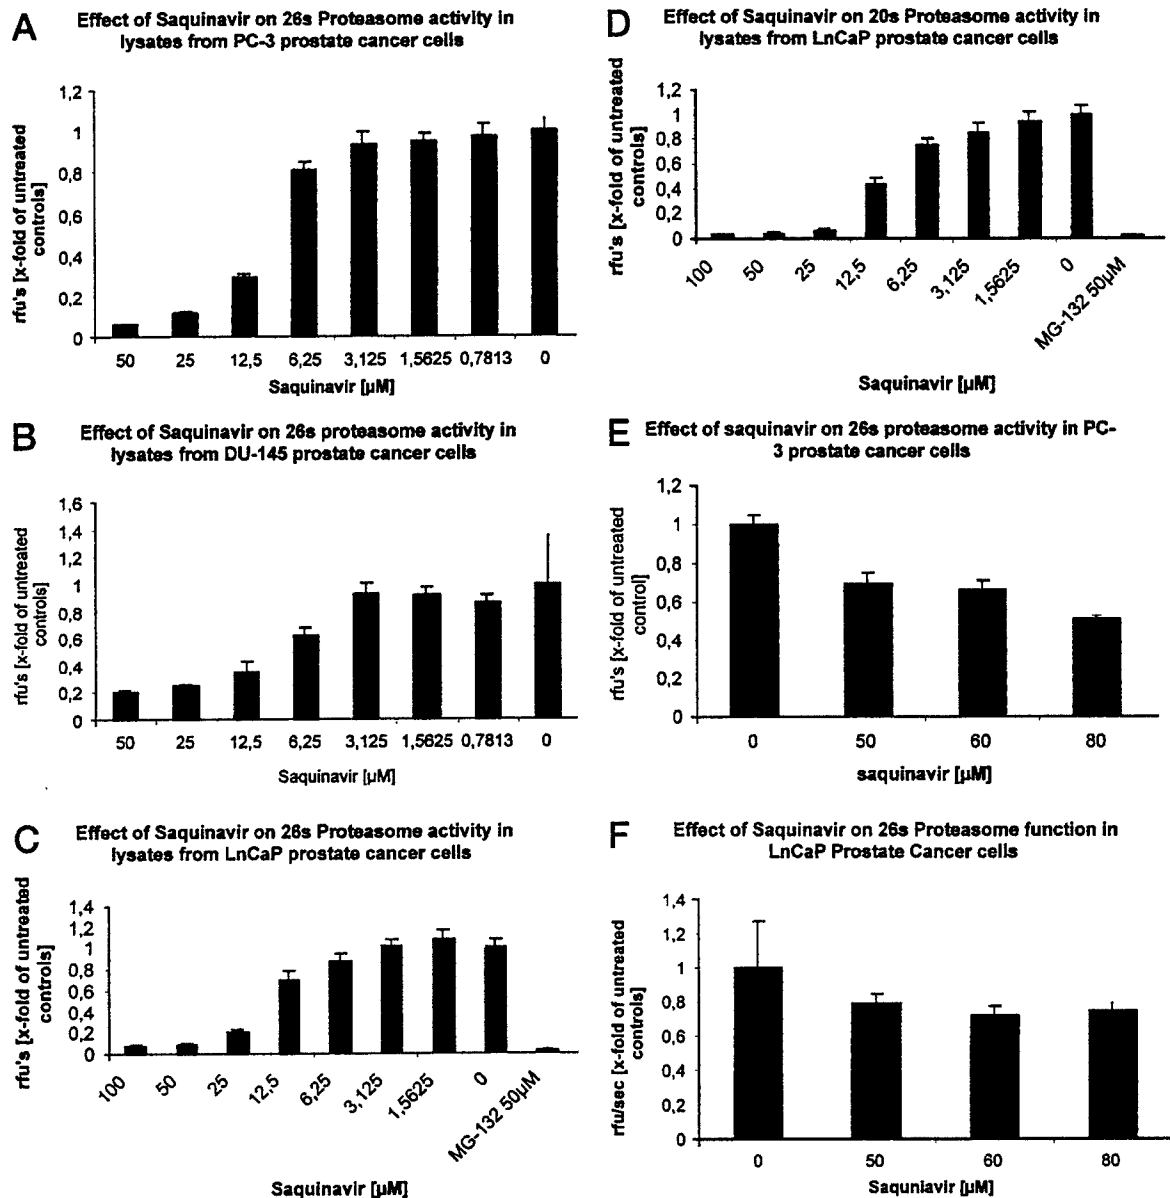 A
Effect of Saquinavir on 26s Proteasome activity in
lysates from PC-3 prostate cancer cells
rfu's [x-fold of untreated
controls]
1,2
1
0,8
0,6
0,4
0,2
0
50 25 12,5 6,25 3,125 1,5625 0,7813 0
Saquinavir [µM]
B
Effect of Saquinavir on 26s proteasome activity in
lysates from DU-145 prostate cancer cells
rfu's [x-fold of untreated
controls]
1,6
1,4
1,2
1
0,8
0,6
0,4
0,2
0
50 25 12,5 6,25 3,125 1,5625 0,7813 0
Saquinavir [µM]
C
Effect of Saquinavir on 26s Proteasome activity in
lysates from LnCaP prostate cancer cells
rfu's [x-fold of untreated
controls]
1,4
1,2
1
0,8
0,6
0,4
0,2
0
100 50 25 12,5 6,25 3,125 1,5625 0 MG-132 50µM
Saquinavir [µM]
D
Effect of Saquinavir on 20s Proteasome activity in
lysates from LnCaP prostate cancer cells
rfu's [x-fold of untreated
controls]
1,2
1
0,8
0,6
0,4
0,2
0
100 50 25 12,5 6,25 3,125 1,5625 0 MG-132 50µM
Saquinavir [µM]
E
Effect of saquinavir on 26s proteasome activity in PC-
3 prostate cancer cells
rfu's [x-fold of untreated
control]
1,2
1
0,8
0,6
0,4
0,2
0
0 50 60 80
saquinavir [µM]
F
Effect of Saquinavir on 26s Proteasome function in
LnCaP Prostate Cancer cells
rfu/sec [x-fold of untreated
controls]
1,4
1,2
1
0,8
0,6
0,4
0,2
0
0 50 60 80
Saquniavir [µM]